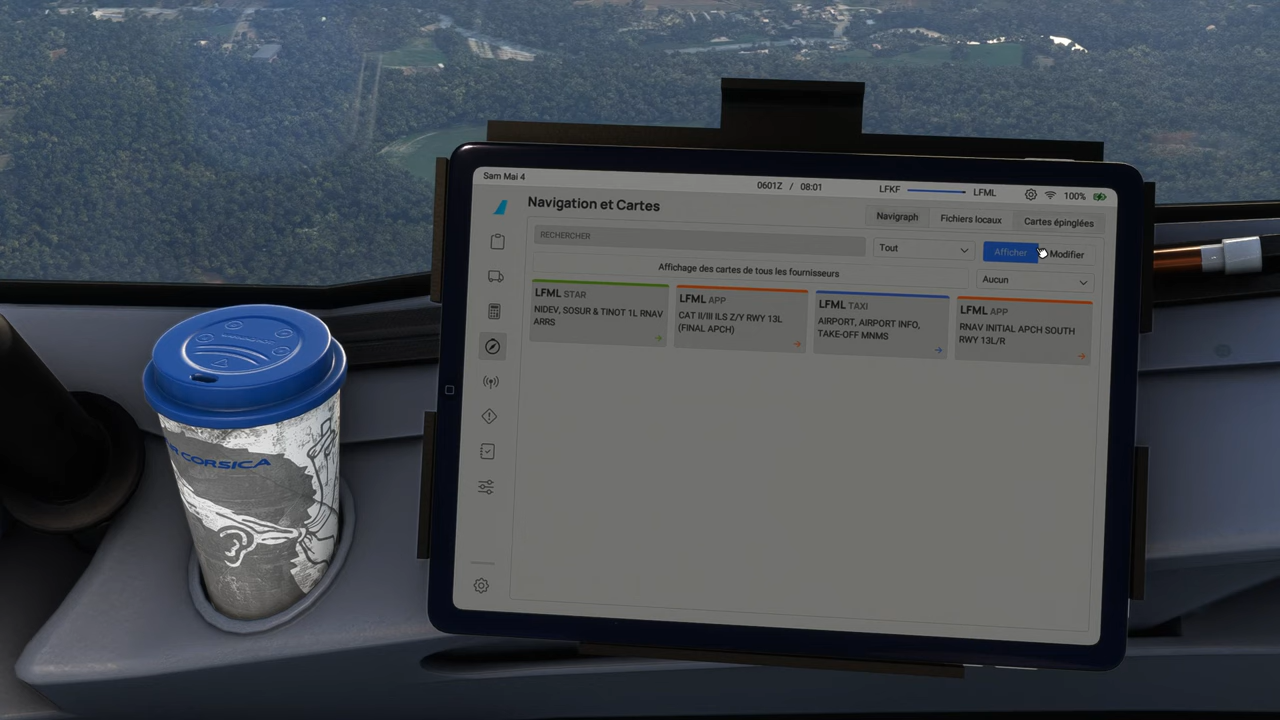 Sam Mai 4
0601Z / 08:01
LFKF
LFML
100%
Navigation et Cartes
Navigraph
Fichiers locaux
Cartes épinglées
RECHERCHER
Tout
Afficher
Modifier
Affichage des cartes de tous les fournisseurs
Aucun
LFML STAR
NIDEV, SOSUR & TINOT 1L RNAV
ARRS
LFML APP
CAT II/III ILS Z/Y RWY 13L
(FINAL APCH)
LFML TAXI
AIRPORT, AIRPORT INFO,
TAKE-OFF MNMS
LFML APP
RNAV INITIAL APCH SOUTH
RWY 13L/R
CORSICA